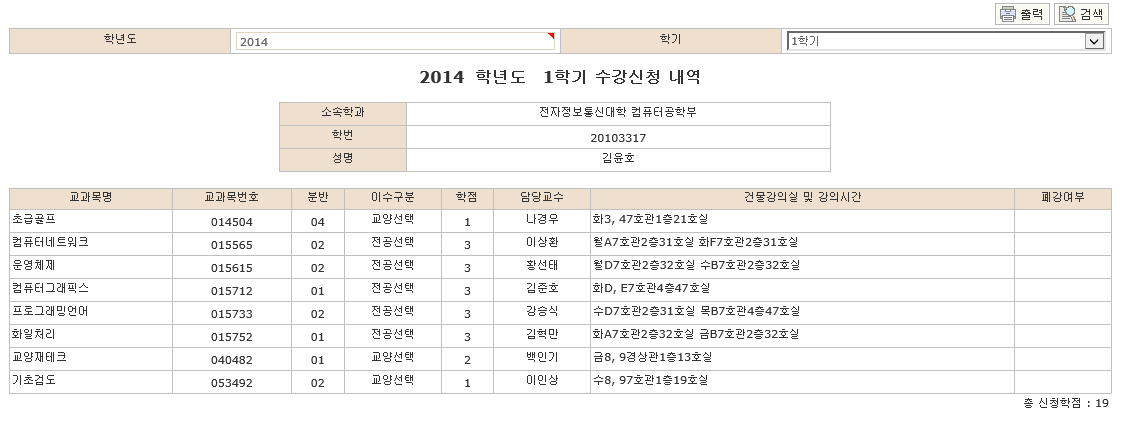 출력 검색
학년도 2014 학기 1학기
2014 학년도 1학기 수강신청 내역
소속학과 전자정보통신대학 컴퓨터공학부
학번 20103317
성명 김윤호
교과목명 교과목번호 분반 이수구분 학점 담당교수 건물강의실 및 강의시간 폐강여부
초급골프 014504 04 교양선택 1 나경우 화3, 47호관1층21호실
컴퓨터네트워크 015565 02 전공선택 3 이상환 월A7호관2층31호실 화F7호관2층31호실
운영체제 015615 02 전공선택 3 황선태 월D7호관2층32호실 수B7호관2층32호실
컴퓨터그래픽스 015712 01 전공선택 3 김준호 화D, E7호관4층47호실
프로그래밍언어 015733 02 전공선택 3 강승식 수D7호관2층31호실 목B7호관4층47호실
화일처리 015752 01 전공선택 3 김혁만 화A7호관2층32호실 금B7호관2층32호실
교양재테크 040482 01 교양선택 2 백인기 금8, 9경상관1층13호실
기초검도 053492 02 교양선택 1 이인상 수8, 97호관1층19호실
총 신청학점 : 19